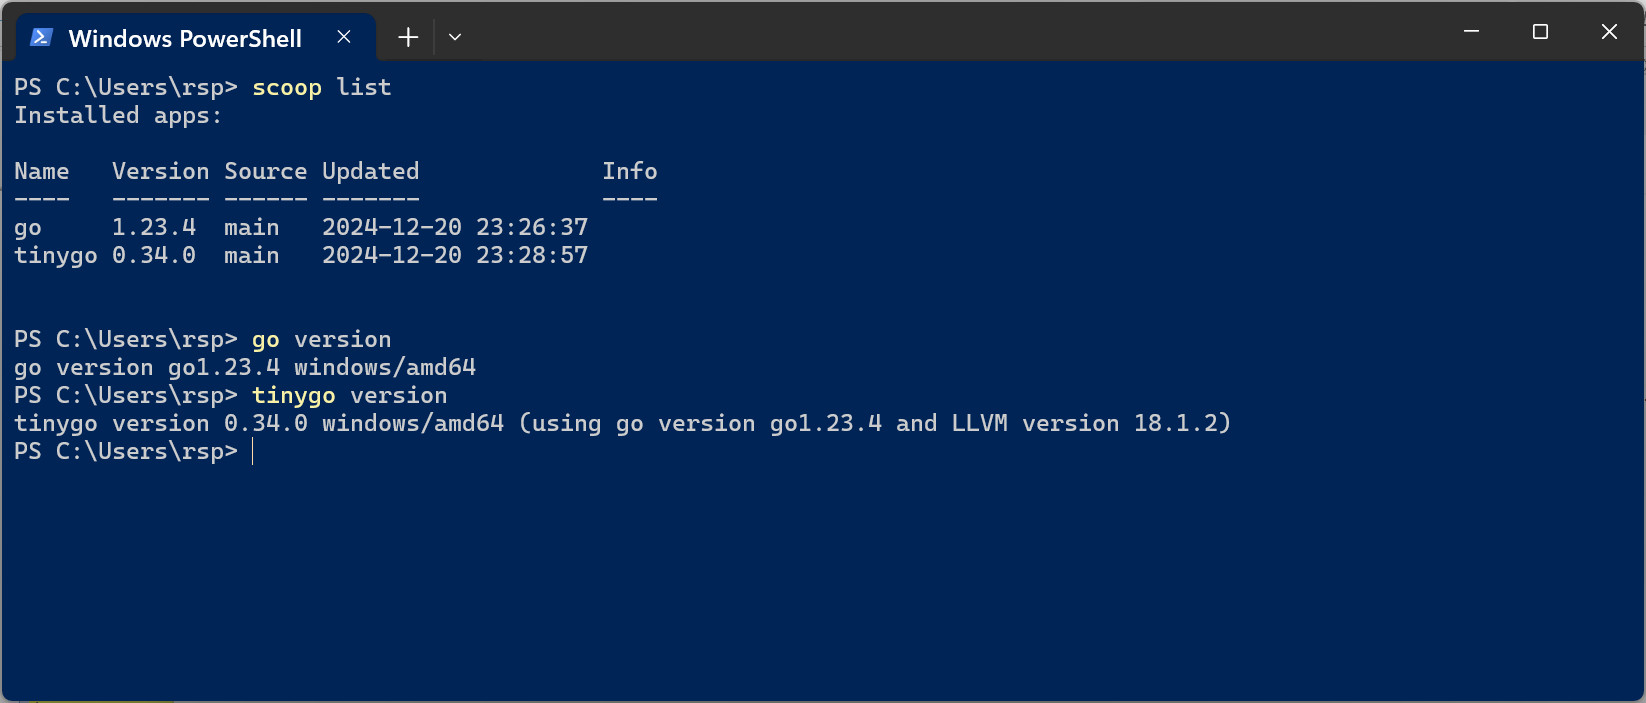 Windows PowerShell
PS C:\Users\rsp> scoop list
Installed apps:
Name   Version Source Updated             Info
----   ------- ------ -------             ----
go     1.23.4  main   2024-12-20 23:26:37
tinygo 0.34.0  main   2024-12-20 23:28:57
PS C:\Users\rsp> go version
go version go1.23.4 windows/amd64
PS C:\Users\rsp> tinygo version
tinygo version 0.34.0 windows/amd64 (using go version go1.23.4 and LLVM version 18.1.2)
PS C:\Users\rsp>